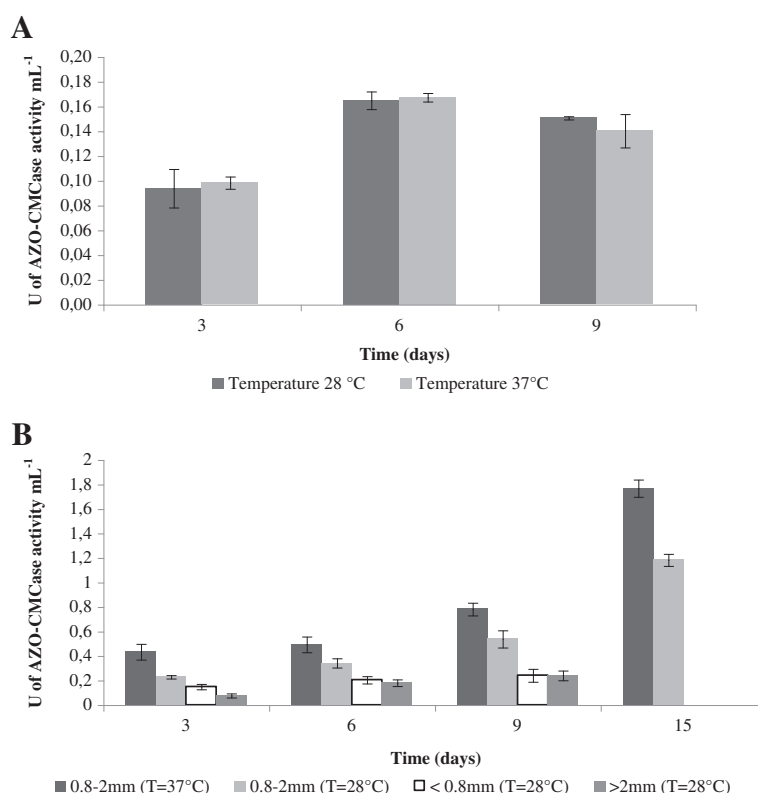 A
U of AZO-CMCase activity mL-1
0,20
0,18
0,16
0,14
0,12
0,10
0,08
0,06
0,04
0,02
0,00
3 6 9
Time (days)
Temperature 28 °C Temperature 37°C
B
U of AZO-CMCase activity mL-1
2
1,8
1,6
1,4
1,2
1
0,8
0,6
0,4
0,2
0
3 6 9 15
Time (days)
0.8-2mm (T=37°C) 0.8-2mm (T=28°C) < 0.8mm (T=28°C) >2mm (T=28°C)